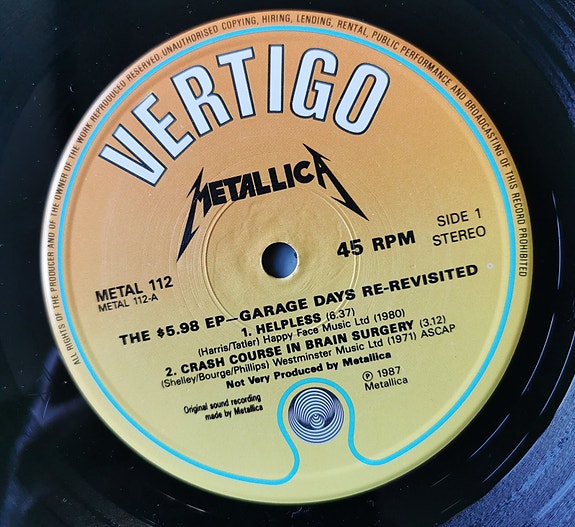 ALL RIGHTS OF THE PRODUCER AND OF THE OWNER OF THE WORK REPRODUCED RESERVED. UNAUTHORISED COPYING, HIRING, LENDING, RENTAL, PUBLIC PERFORMANCE AND BROADCASTING OF THIS RECORD PROHIBITED
VERTIGO
METALLICA
45 RPM
SIDE 1
STEREO
METAL 112
METAL 112-A
THE $5.98 EP—GARAGE DAYS RE-REVISITED
1. HELPLESS (6.37)
(Harris/Tatler) Happy Face Music Ltd (1980)
2. CRASH COURSE IN BRAIN SURGERY (3.12)
(Shelley/Bourge/Phillips) Westminster Music Ltd (1971) ASCAP
Not Very Produced by Metallica
Original sound recording
made by Metallica
Ⓟ 1987
Metallica